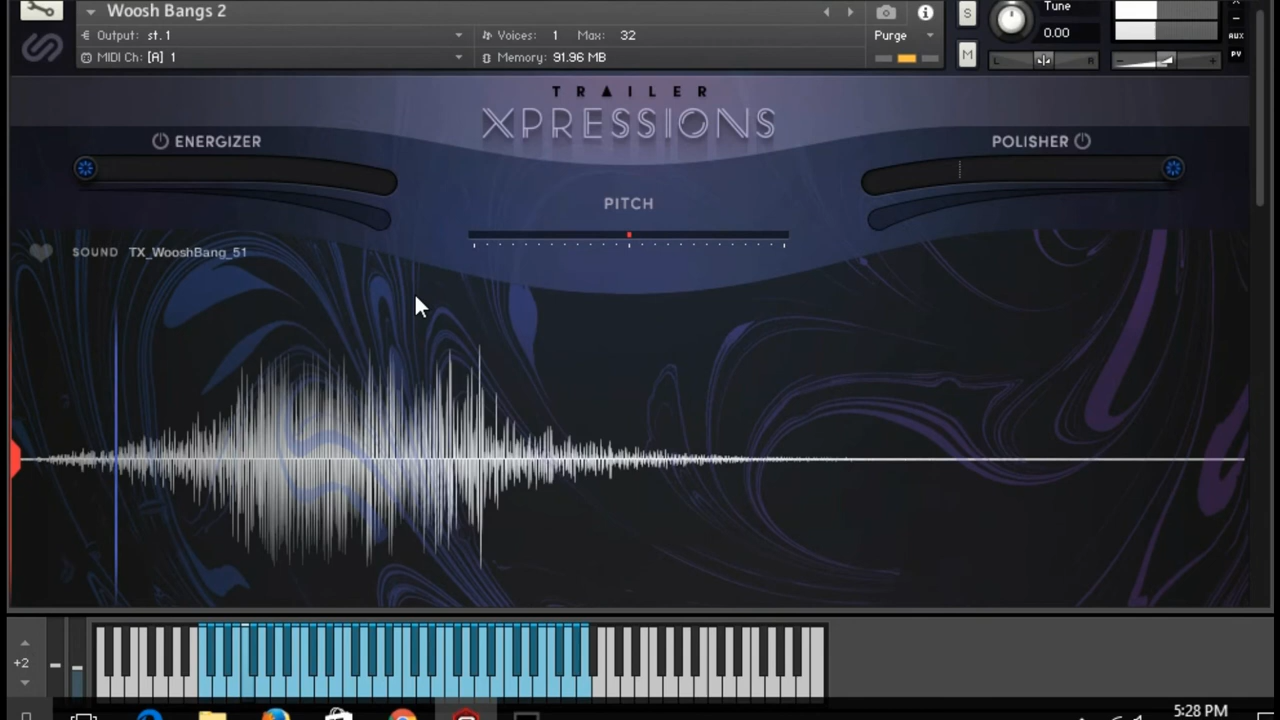 Woosh Bangs 2
Output: st.1
Voices: 1 Max: 32
Purge
MIDI Ch: [A] 1
Memory: 91.96 MB
S
M
Tune
0.00
L R
- +
AUX
PV
TRAILER
XPRESSIONS
ENERGIZER
POLISHER
PITCH
SOUND TX_WooshBang_51
+2
5:28 PM